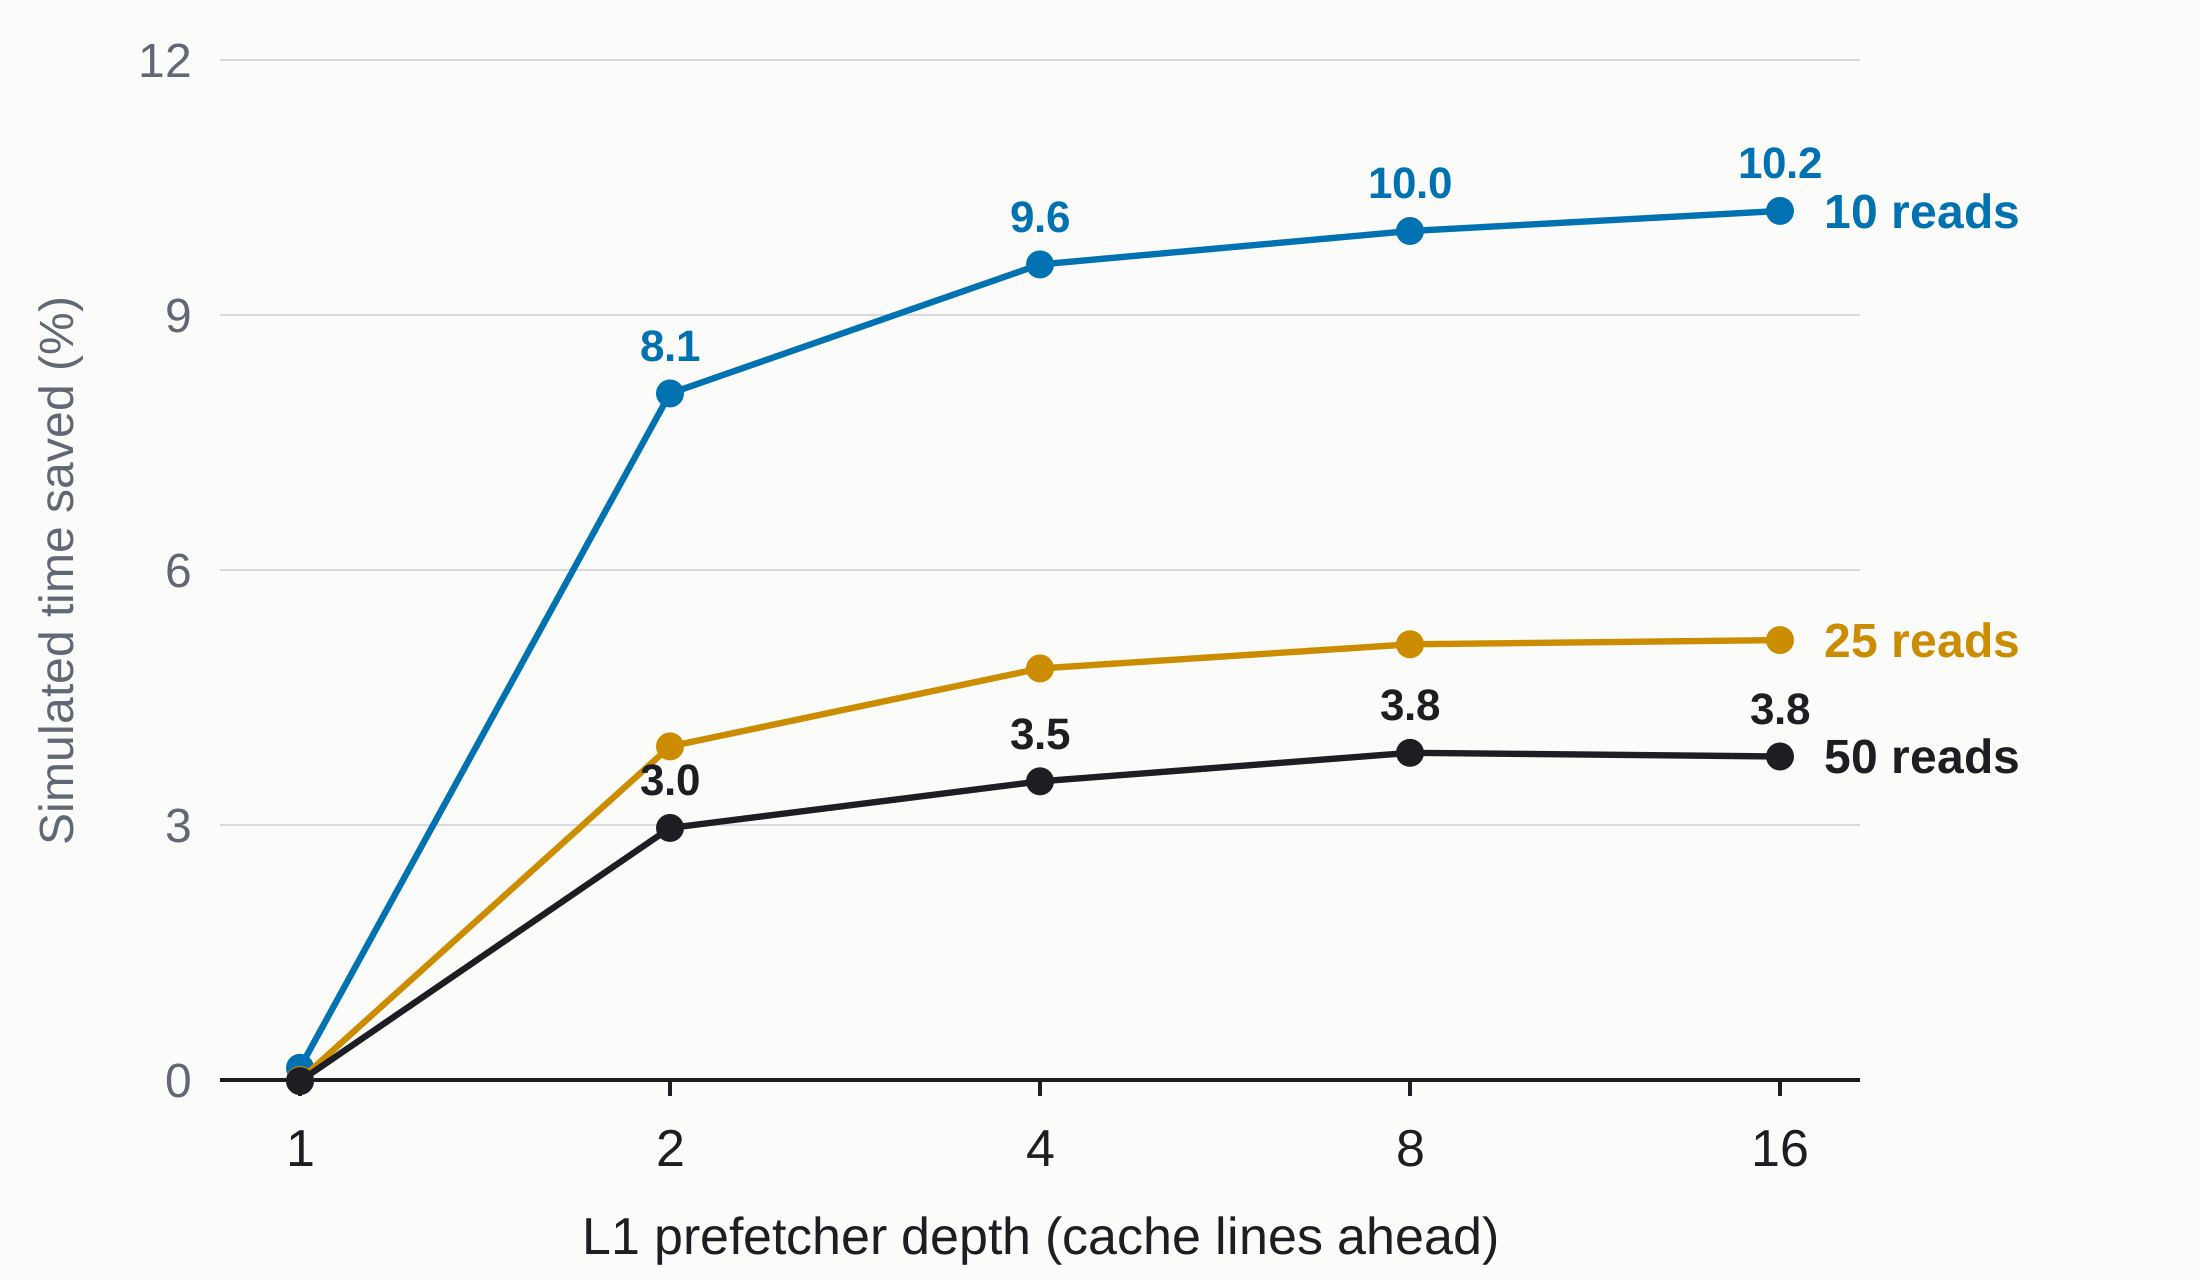 12
10.2
10.0
10 reads
9.6
9
8.1
6
25 reads
3.8
3.8
3.5
50 reads
3.0
3
0
1 2 4 8 16
L1 prefetcher depth (cache lines ahead)
Simulated time saved (%)